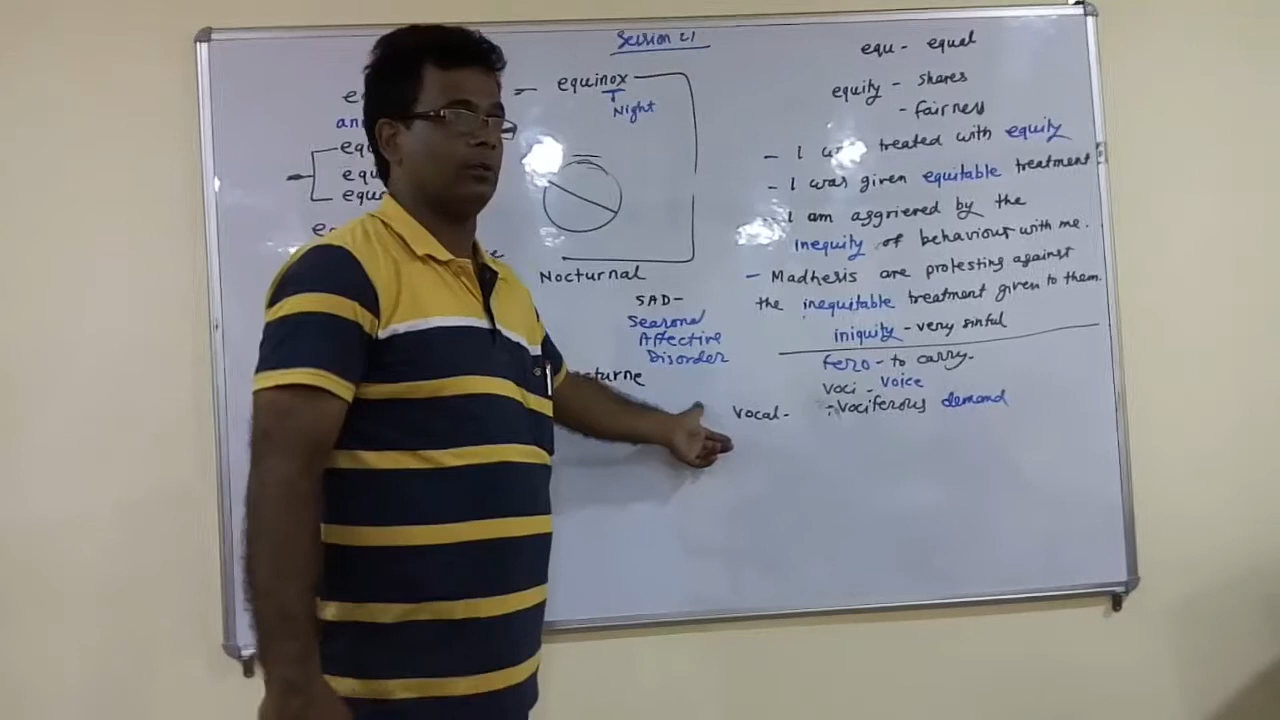 Session 21
equinox
Night
Nocturnal
SAD-
Seasonal
Affective
Disorder
equ - equal
equity - shares
- fairness
- I was treated with equity
- I was given equitable treatment
I am aggrieved by the
inequity of behaviour with me.
- Madhesis are protesting against
the inequitable treatment given to them.
iniquity - very sinful
fero - to carry.
voci - voice
vocal-
: vociferous demand